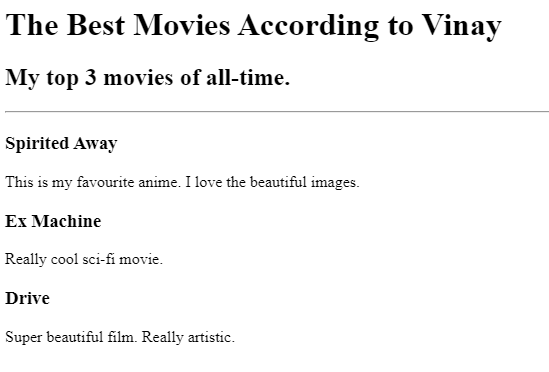 The Best Movies According to Vinay
My top 3 movies of all-time.
Spirited Away
This is my favourite anime. I love the beautiful images.
Ex Machine
Really cool sci-fi movie.
Drive
Super beautiful film. Really artistic.